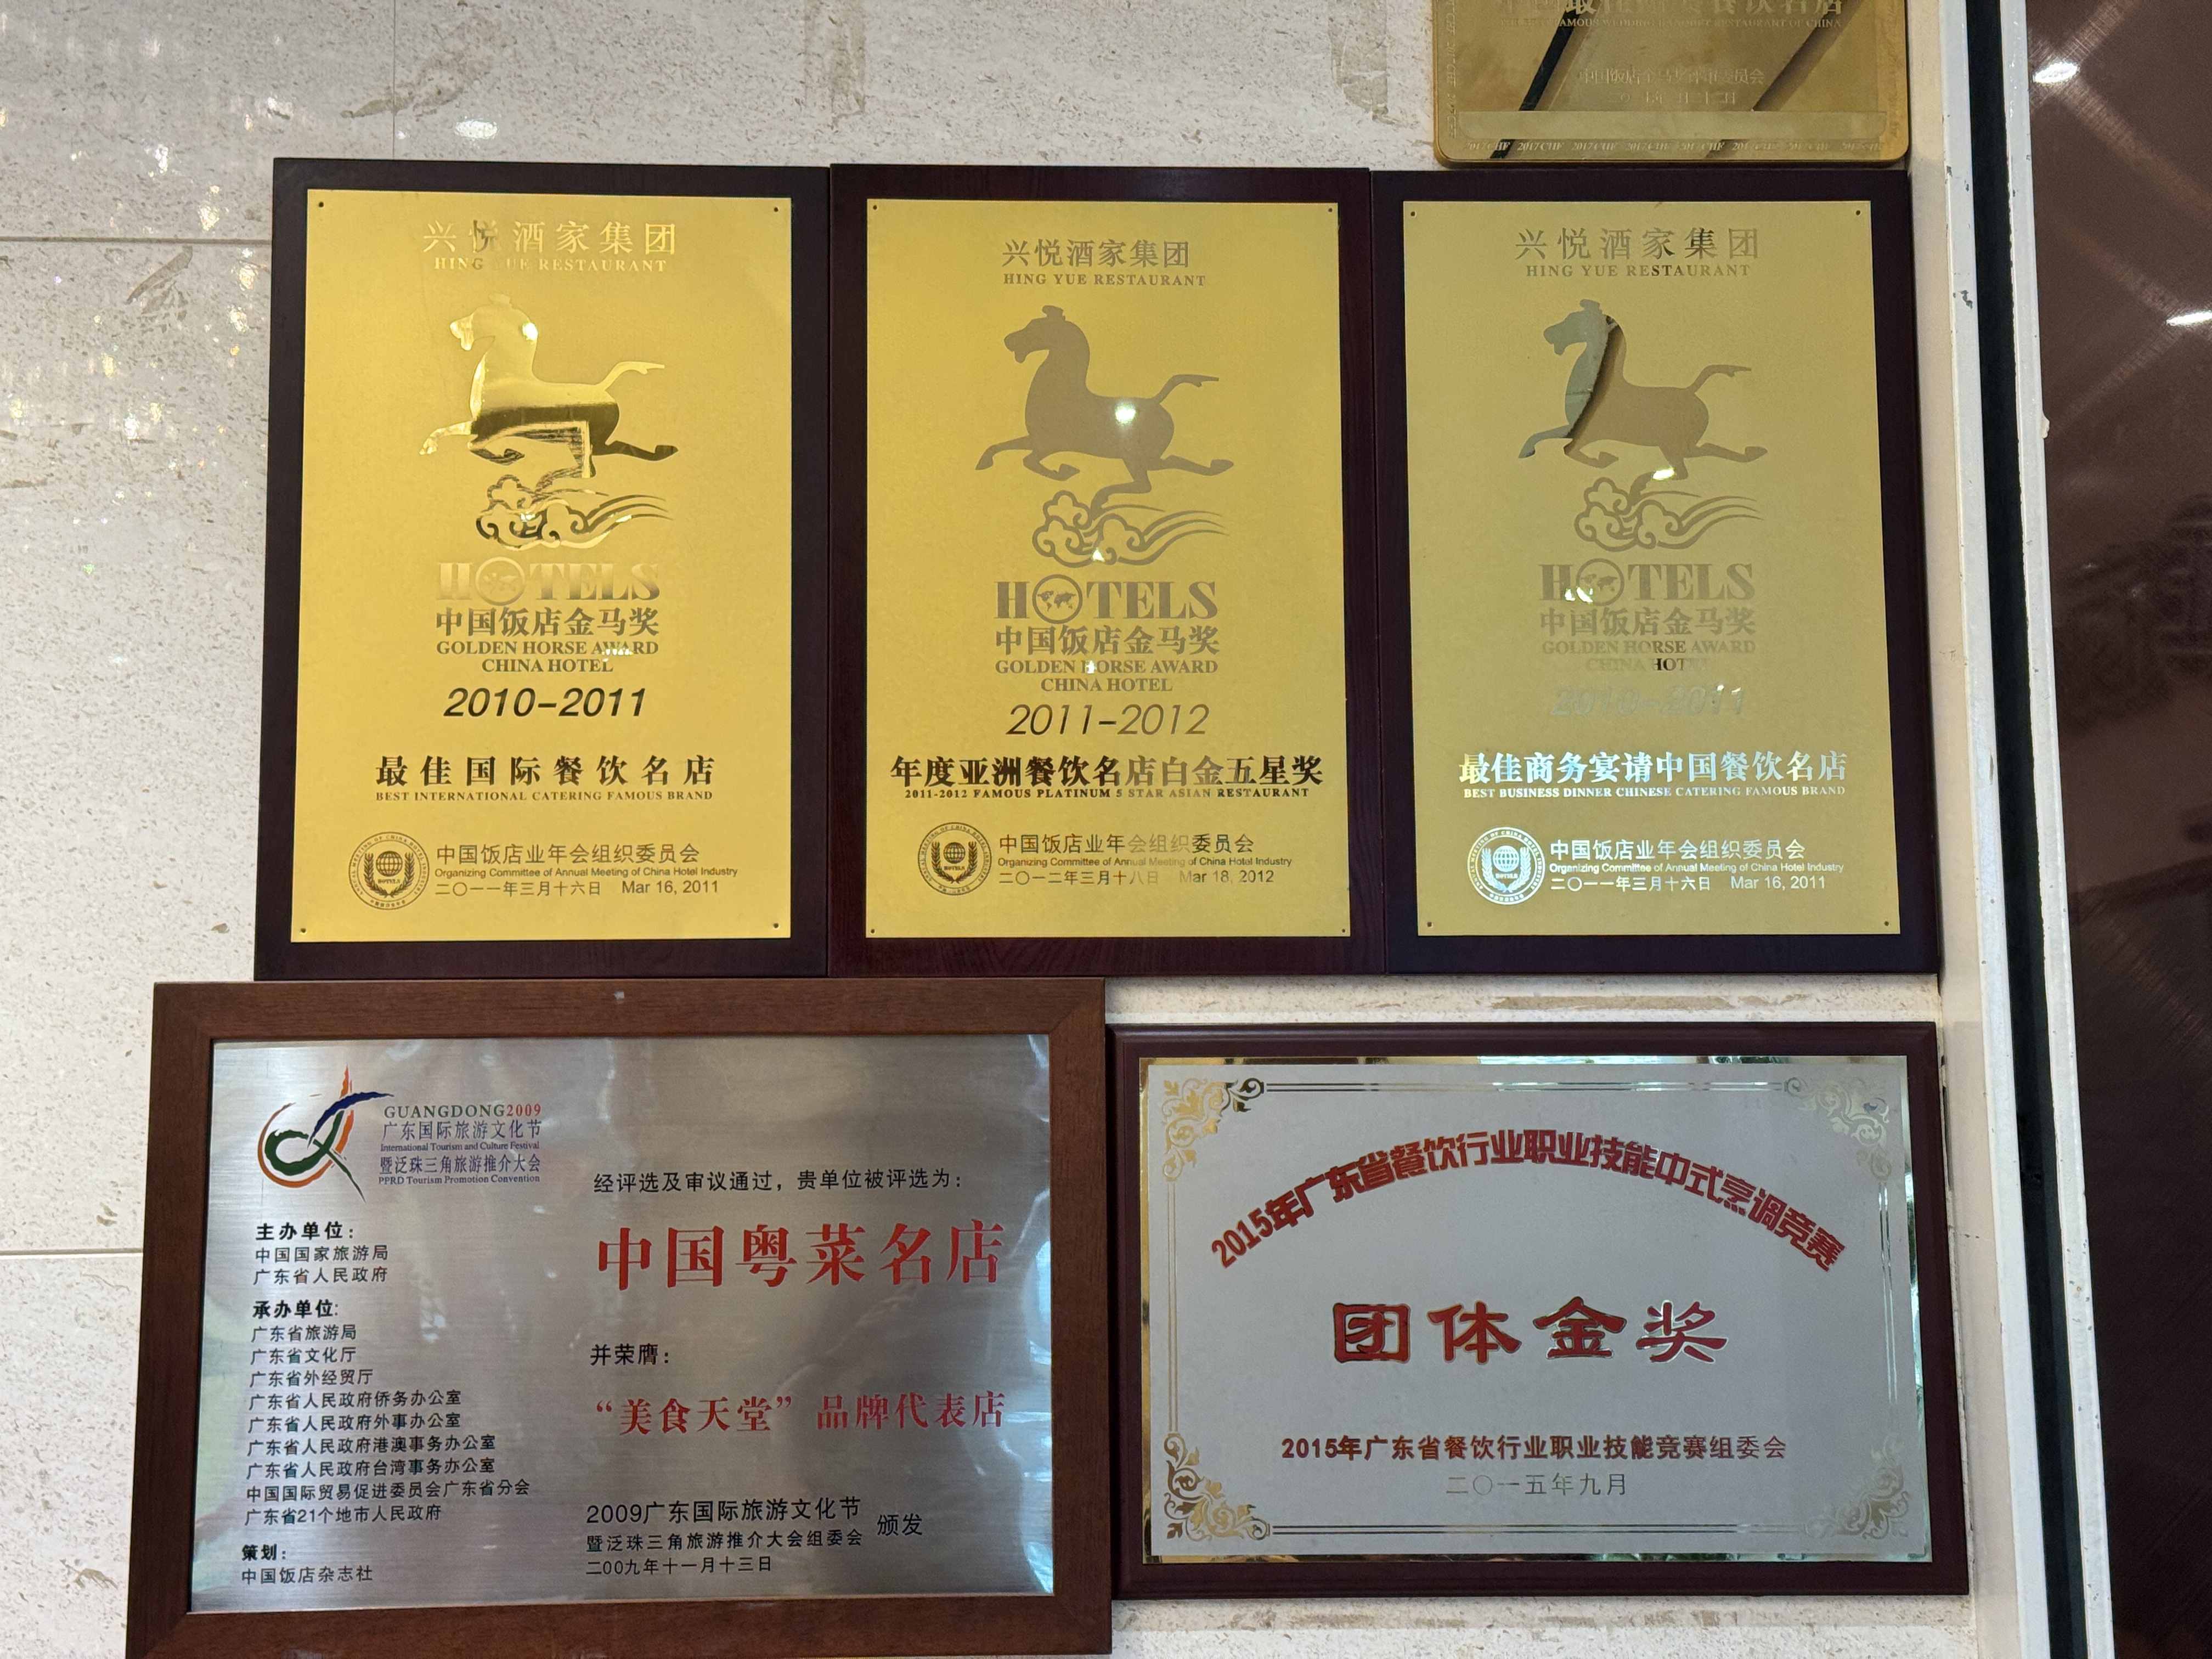 餐饮名店
FAMOUS WEDDING BANQUET RESTAURANT OF CHINA
2017CHF 2017CHF 2017CHF 2017CHF 2017CHF
兴悦酒家集团
HING YUE RESTAURANT
HOTELS
中国饭店金马奖
GOLDEN HORSE AWARD
CHINA HOTEL
2010-2011
最佳国际餐饮名店
BEST INTERNATIONAL CATERING FAMOUS BRAND
中国饭店业年会组织委员会
Organizing Committee of Annual Meeting of China Hotel Industry
二〇一一年三月十六日 Mar 16, 2011
兴悦酒家集团
HING YUE RESTAURANT
HOTELS
中国饭店金马奖
GOLDEN HORSE AWARD
CHINA HOTEL
2011-2012
年度亚洲餐饮名店白金五星奖
2011-2012 FAMOUS PLATINUM 5 STAR ASIAN RESTAURANT
中国饭店业年会组织委员会
Organizing Committee of Annual Meeting of China Hotel Industry
二〇一二年三月十八日 Mar 18, 2012
兴悦酒家集团
HING YUE RESTAURANT
HOTELS
中国饭店金马奖
GOLDEN HORSE AWARD
CHINA HOTEL
2010-2011
最佳商务宴请中国餐饮名店
BEST BUSINESS DINNER CHINESE CATERING FAMOUS BRAND
中国饭店业年会组织委员会
Organizing Committee of Annual Meeting of China Hotel Industry
二〇一一年三月十六日 Mar 16, 2011
GUANGDONG2009
广东国际旅游文化节
International Tourism and Culture Festival
暨泛珠三角旅游推介大会
PPRD Tourism Promotion Convention
主办单位：
中国国家旅游局
广东省人民政府
承办单位:
广东省旅游局
广东省文化厅
广东省外经贸厅
广东省人民政府侨务办公室
广东省人民政府外事办公室
广东省人民政府港澳事务办公室
广东省人民政府台湾事务办公室
中国国际贸易促进委员会广东省分会
广东省21个地市人民政府
策划：
中国饭店杂志社
经评选及审议通过，贵单位被评选为：
中国粤菜名店
并荣膺：
“美食天堂”品牌代表店
2009广东国际旅游文化节
暨泛珠三角旅游推介大会组委会 颁发
二00九年十一月十三日
2015年广东省餐饮行业职业技能中式烹调竞赛
团体金奖
2015年广东省餐饮行业职业技能竞赛组委会
二〇一五年九月